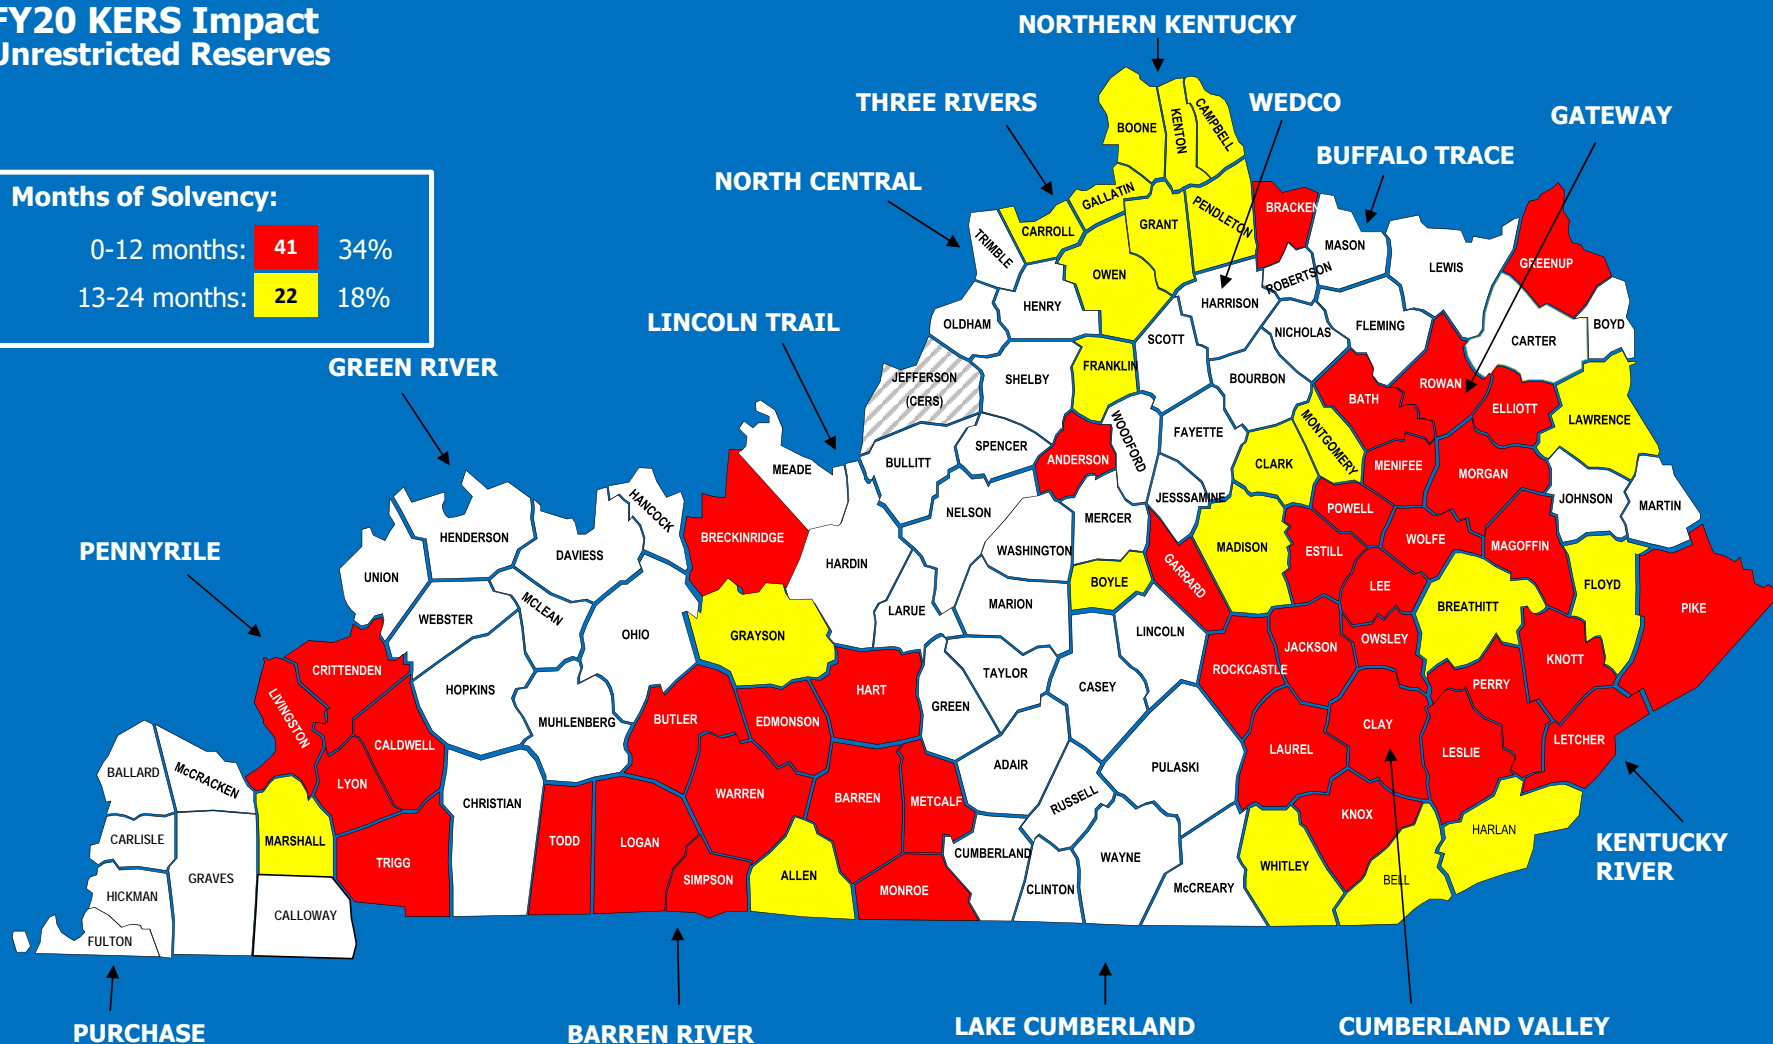 FY20 KERS Impact
Unrestricted Reserves
Months of Solvency:
0-12 months: 41 34%
13-24 months: 22 18%
NORTHERN KENTUCKY
THREE RIVERS
WEDCO
GATEWAY
BUFFALO TRACE
NORTH CENTRAL
LINCOLN TRAIL
GREEN RIVER
PENNYRILE
BOONE
KENTON
CAMPBELL
GALLATIN
CARROLL
GRANT
PENDLETON
BRACKEN
TRIMBLE
OWEN
MASON
ROBERTSON
LEWIS
GREENUP
HENRY
HARRISON
OLDHAM
NICHOLAS
FLEMING
CARTER
BOYD
SCOTT
JEFFERSON
(CERS)
SHELBY
FRANKLIN
BOURBON
BATH
ROWAN
ELLIOTT
LAWRENCE
WOODFORD
FAYETTE
MONTGOMERY
SPENCER
ANDERSON
CLARK
MENIFEE
MORGAN
MEADE
BULLITT
JESSSAMINE
JOHNSON
MARTIN
HANCOCK
NELSON
MERCER
POWELL
HENDERSON
DAVIESS
BRECKINRIDGE
WASHINGTON
MADISON
ESTILL
WOLFE
MAGOFFIN
UNION
HARDIN
BOYLE
GARRARD
LEE
FLOYD
PIKE
MCLEAN
WEBSTER
LARUE
MARION
BREATHITT
OHIO
GRAYSON
LINCOLN
ROCKCASTLE
JACKSON
OWSLEY
KNOTT
CRITTENDEN
HOPKINS
HART
TAYLOR
CASEY
PERRY
LIVINGSTON
MUHLENBERG
BUTLER
EDMONSON
GREEN
CLAY
LESLIE
LETCHER
CALDWELL
LAUREL
BALLARD
McCRACKEN
LYON
CHRISTIAN
WARREN
BARREN
METCALF
ADAIR
PULASKI
RUSSELL
KNOX
CARLISLE
MARSHALL
TODD
LOGAN
HARLAN
TRIGG
CUMBERLAND
WAYNE
WHITLEY
BELL
GRAVES
SIMPSON
ALLEN
MONROE
CLINTON
McCREARY
HICKMAN
CALLOWAY
FULTON
KENTUCKY
RIVER
PURCHASE
BARREN RIVER
LAKE CUMBERLAND
CUMBERLAND VALLEY